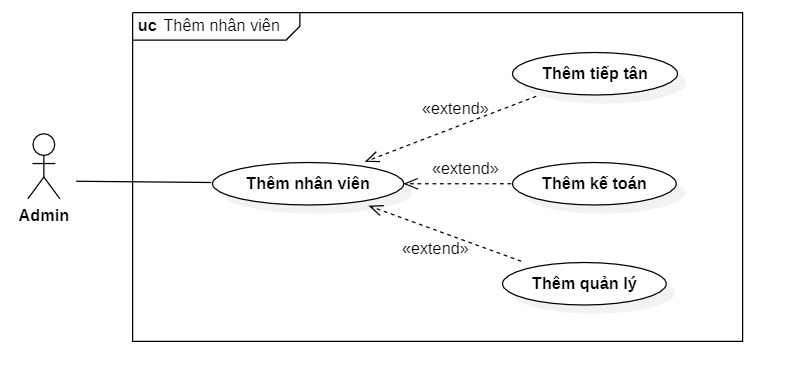 uc Thêm nhân viên
Thêm tiếp tân
«extend»
Thêm nhân viên
«extend»
Thêm kế toán
Admin
«extend»
Thêm quản lý